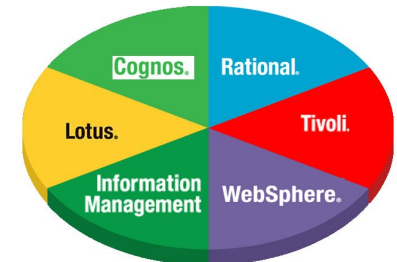 Cognos.
Rational.
Lotus.
Tivoli.
Information
Management
WebSphere.